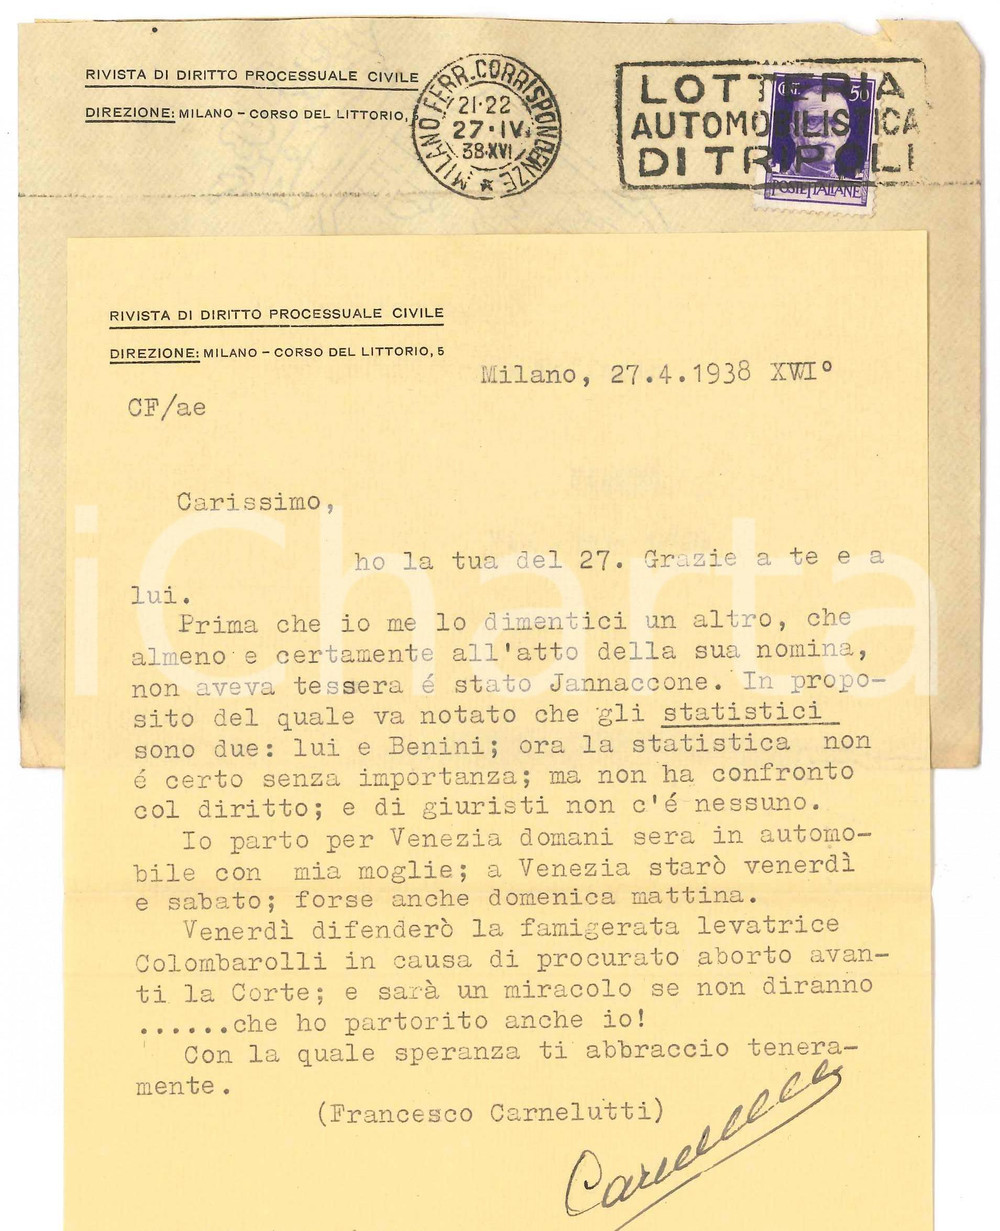 RIVISTA DI DIRITTO PROCESSUALE CIVILE
DIREZIONE: MILANO - CORSO DEL LITTORIO,
MILANO FERR. CORRISPONDENZE
21·22
27·IV
38·XVI
LOTTERIA
AUTOMOBILISTICA
DI TRIPOLI
50
POSTE ITALIANE
RIVISTA DI DIRITTO PROCESSUALE CIVILE
DIREZIONE: MILANO - CORSO DEL LITTORIO, 5
Milano, 27.4.1938 XVI°
CF/ae
Carissimo,
ho la tua del 27. Grazie a te e a
lui.
Prima che io me lo dimentici un altro, che
almeno e certamente all'atto della sua nomina,
non aveva tessera é stato Jannaccone. In propo-
sito del quale va notato che gli statistici
sono due: lui e Benini; ora la statistica non
é certo senza importanza; ma non ha confronto
col diritto; e di giuristi non c'é nessuno.
Io parto per Venezia domani sera in automo-
bile con mia moglie; a Venezia starò venerdì
e sabato; forse anche domenica mattina.
Venerdì difenderò la famigerata levatrice
Colombarolli in causa di procurato aborto avan-
ti la Corte; e sarà un miracolo se non diranno
......che ho partorito anche io!
Con la quale speranza ti abbraccio tenera-
mente.
(Francesco Carnelutti)
Carnelutti
iCharta